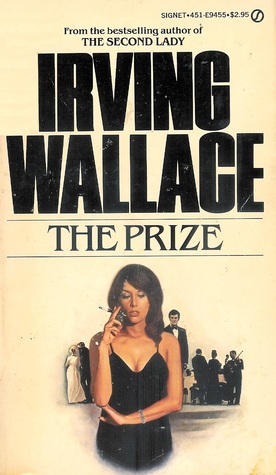 SIGNET•451-E9455•$2.95
From the bestselling author of
THE SECOND LADY
IRVING
WALLACE
THE PRIZE